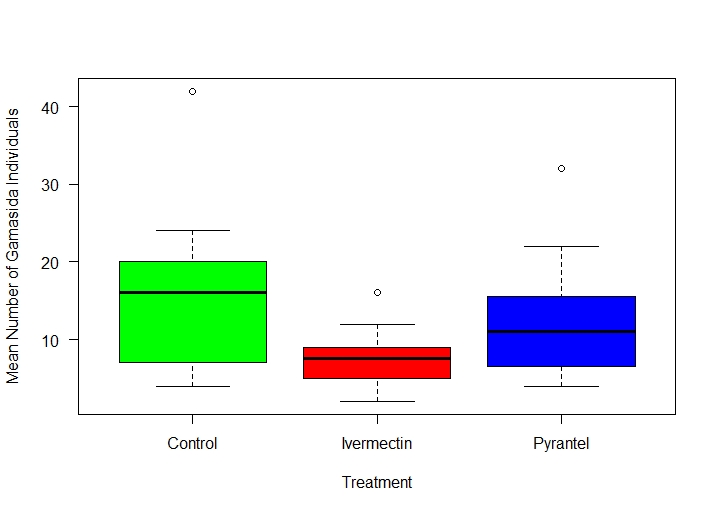 Mean Number of Gamasida Individuals
40
30
20
10
Control Ivermectin Pyrantel
Treatment